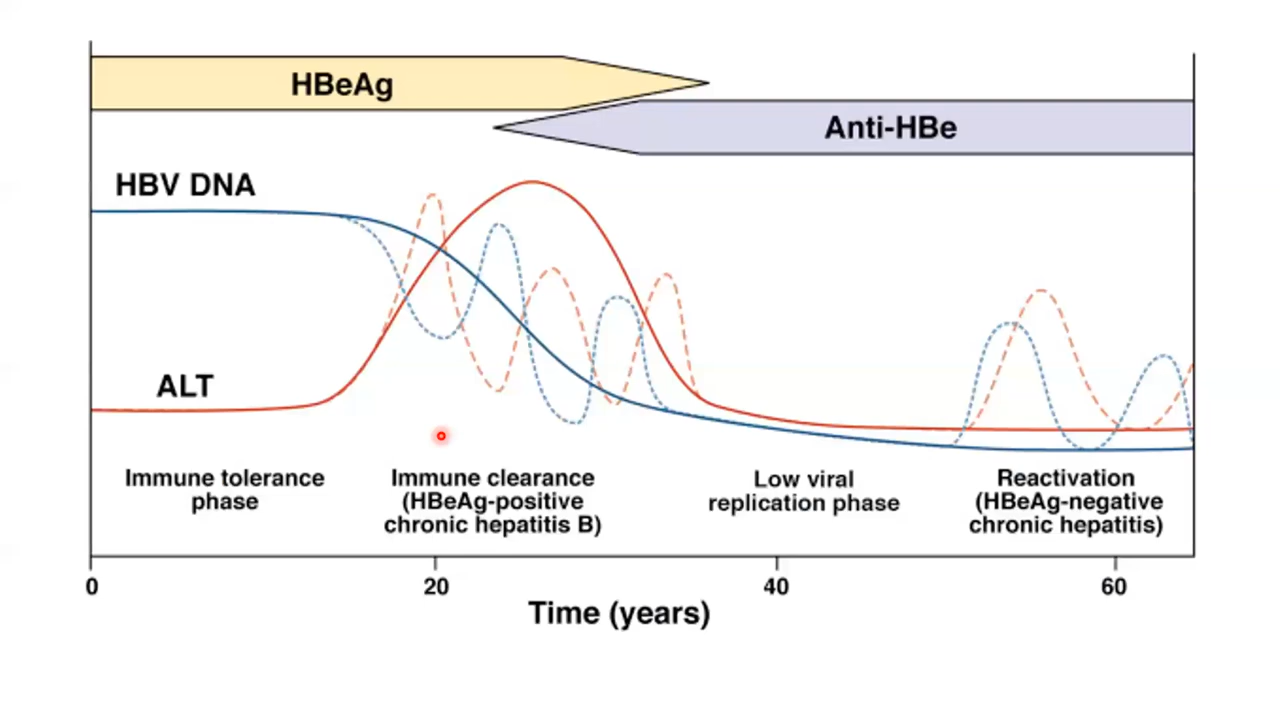 HBeAg
Anti-HBe
HBV DNA
ALT
Immune tolerance
phase
Immune clearance
(HBeAg-positive
chronic hepatitis B)
Low viral
replication phase
Reactivation
(HBeAg-negative
chronic hepatitis)
0
20
40
60
Time (years)